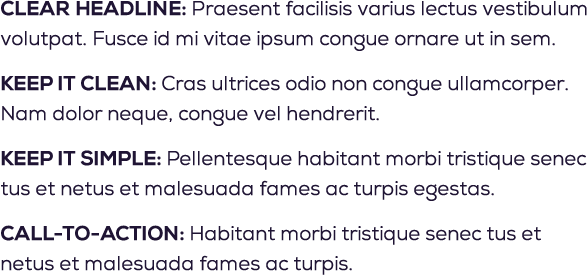 CLEAR HEADLINE: Praesent facilisis varius lectus vestibulum
volutpat. Fusce id mi vitae ipsum congue ornare ut in sem.
KEEP IT CLEAN: Cras ultrices odio non congue ullamcorper.
Nam dolor neque, congue vel hendrerit.
KEEP IT SIMPLE: Pellentesque habitant morbi tristique senec
tus et netus et malesuada fames ac turpis egestas.
CALL-TO-ACTION: Habitant morbi tristique senec tus et
netus et malesuada fames ac turpis.